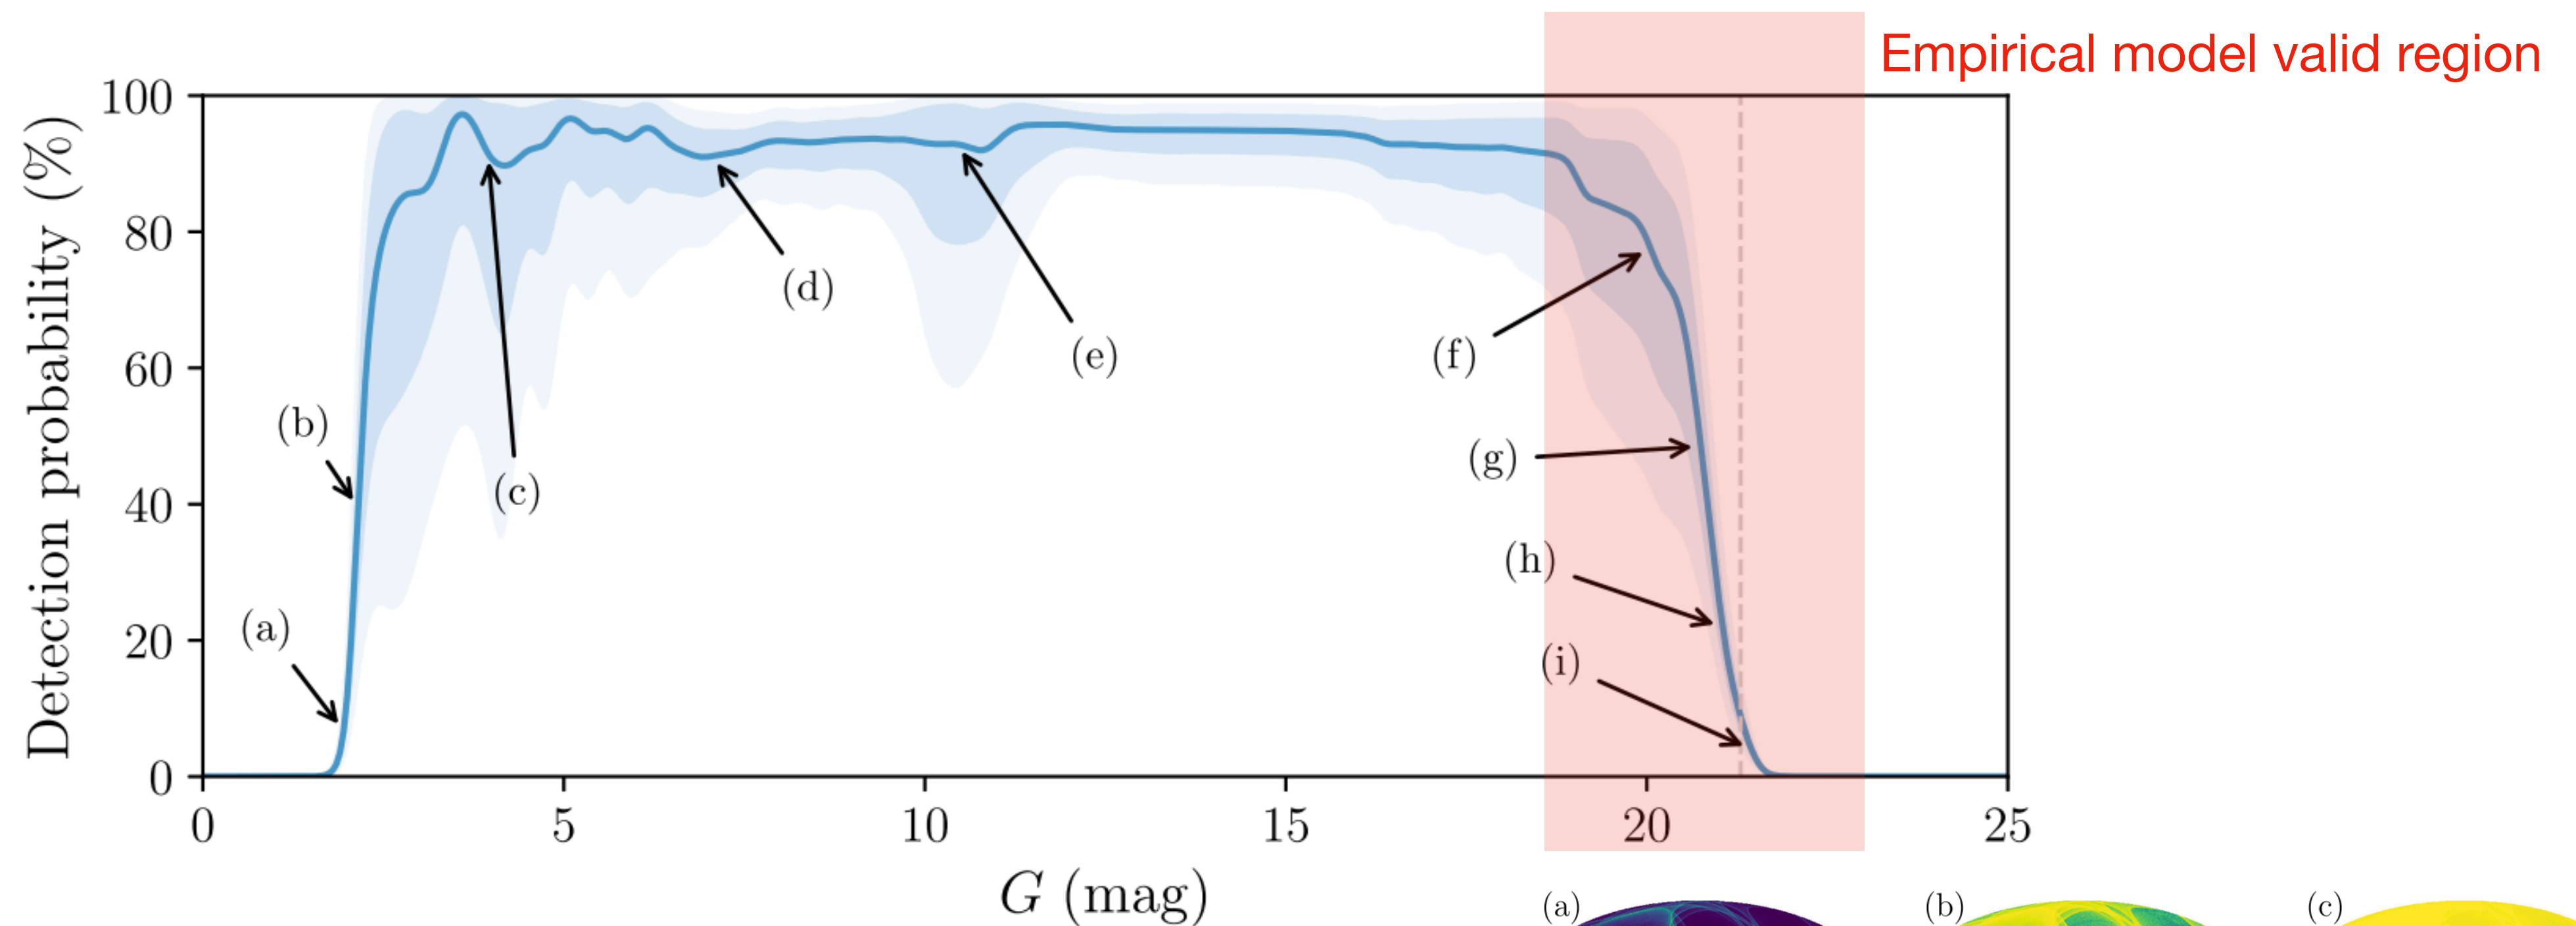 Empirical model valid region
100
80
60
40
20
0
Detection probability (%)
(a)
(b)
(c)
(d)
(e)
(f)
(g)
(h)
(i)
0 5 10 15 20 25
G (mag)
(a) (b) (c)